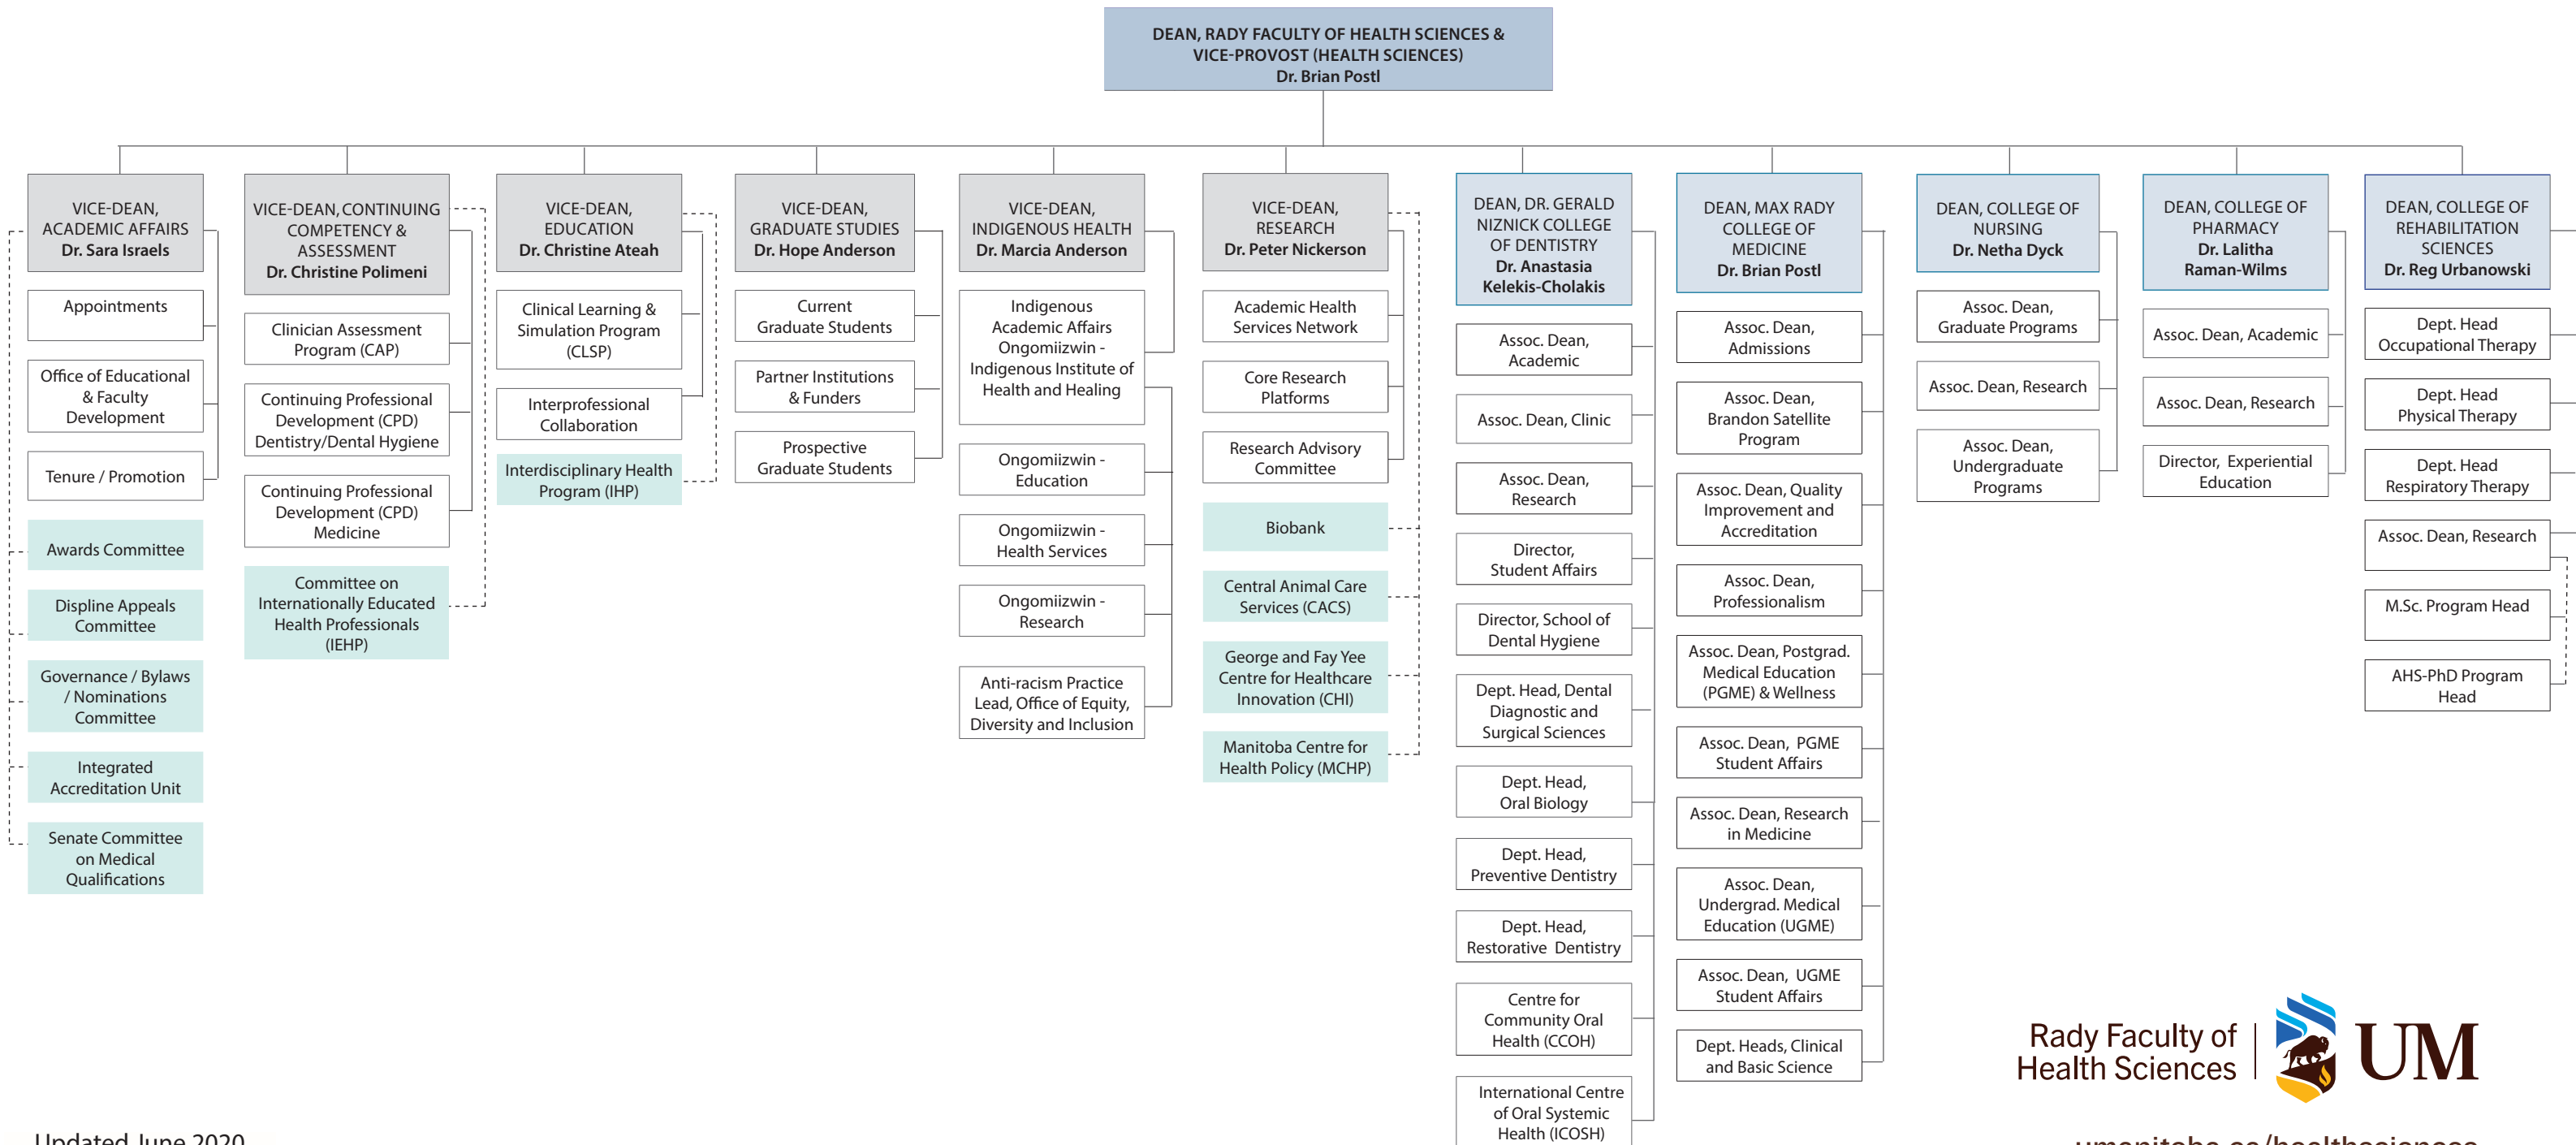 DEAN, RADY FACULTY OF HEALTH SCIENCES &
VICE-PROVOST (HEALTH SCIENCES)
Dr. Brian Postl
VICE-DEAN,
ACADEMIC AFFAIRS
Dr. Sara Israels
Appointments
Office of Educational
& Faculty
Development
Tenure / Promotion
Awards Committee
Displine Appeals
Committee
Governance / Bylaws
/ Nominations
Committee
Integrated
Accreditation Unit
Senate Committee
on Medical
Qualifications
VICE-DEAN, CONTINUING
COMPETENCY &
ASSESSMENT
Dr. Christine Polimeni
Clinician Assessment
Program (CAP)
Continuing Professional
Development (CPD)
Dentistry/Dental Hygiene
Continuing Professional
Development (CPD)
Medicine
Committee on
Internationally Educated
Health Professionals
(IEHP)
VICE-DEAN,
EDUCATION
Dr. Christine Ateah
Clinical Learning &
Simulation Program
(CLSP)
Interprofessional
Collaboration
Interdisciplinary Health
Program (IHP)
VICE-DEAN,
GRADUATE STUDIES
Dr. Hope Anderson
Current
Graduate Students
Partner Institutions
& Funders
Prospective
Graduate Students
VICE-DEAN,
INDIGENOUS HEALTH
Dr. Marcia Anderson
Indigenous
Academic Affairs
Ongomiizwin -
Indigenous Institute of
Health and Healing
Ongomiizwin -
Education
Ongomiizwin -
Health Services
Ongomiizwin -
Research
Anti-racism Practice
Lead, Office of Equity,
Diversity and Inclusion
VICE-DEAN,
RESEARCH
Dr. Peter Nickerson
Academic Health
Services Network
Core Research
Platforms
Research Advisory
Committee
Biobank
Central Animal Care
Services (CACS)
George and Fay Yee
Centre for Healthcare
Innovation (CHI)
Manitoba Centre for
Health Policy (MCHP)
DEAN, DR. GERALD
NIZNICK COLLEGE
OF DENTISTRY
Dr. Anastasia
Kelekis-Cholakis
Assoc. Dean,
Academic
Assoc. Dean, Clinic
Assoc. Dean,
Research
Director,
Student Affairs
Director, School of
Dental Hygiene
Dept. Head, Dental
Diagnostic and
Surgical Sciences
Dept. Head,
Oral Biology
Dept. Head,
Preventive Dentistry
Dept. Head,
Restorative Dentistry
Centre for
Community Oral
Health (CCOH)
International Centre
of Oral Systemic
Health (ICOSH)
DEAN, MAX RADY
COLLEGE OF
MEDICINE
Dr. Brian Postl
Assoc. Dean,
Admissions
Assoc. Dean,
Brandon Satellite
Program
Assoc. Dean, Quality
Improvement and
Accreditation
Assoc. Dean,
Professionalism
Assoc. Dean, Postgrad.
Medical Education
(PGME) & Wellness
Assoc. Dean, PGME
Student Affairs
Assoc. Dean, Research
in Medicine
Assoc. Dean,
Undergrad. Medical
Education (UGME)
Assoc. Dean, UGME
Student Affairs
Dept. Heads, Clinical
and Basic Science
DEAN, COLLEGE OF
NURSING
Dr. Netha Dyck
Assoc. Dean,
Graduate Programs
Assoc. Dean, Research
Assoc. Dean,
Undergraduate
Programs
DEAN, COLLEGE OF
PHARMACY
Dr. Lalitha
Raman-Wilms
Assoc. Dean, Academic
Assoc. Dean, Research
Director, Experiential
Education
DEAN, COLLEGE OF
REHABILITATION
SCIENCES
Dr. Reg Urbanowski
Dept. Head
Occupational Therapy
Dept. Head
Physical Therapy
Dept. Head
Respiratory Therapy
Assoc. Dean, Research
M.Sc. Program Head
AHS-PhD Program
Head
Rady Faculty of
Health Sciences
UM
Updated June 2020
umanitoba.ca/healthsciences